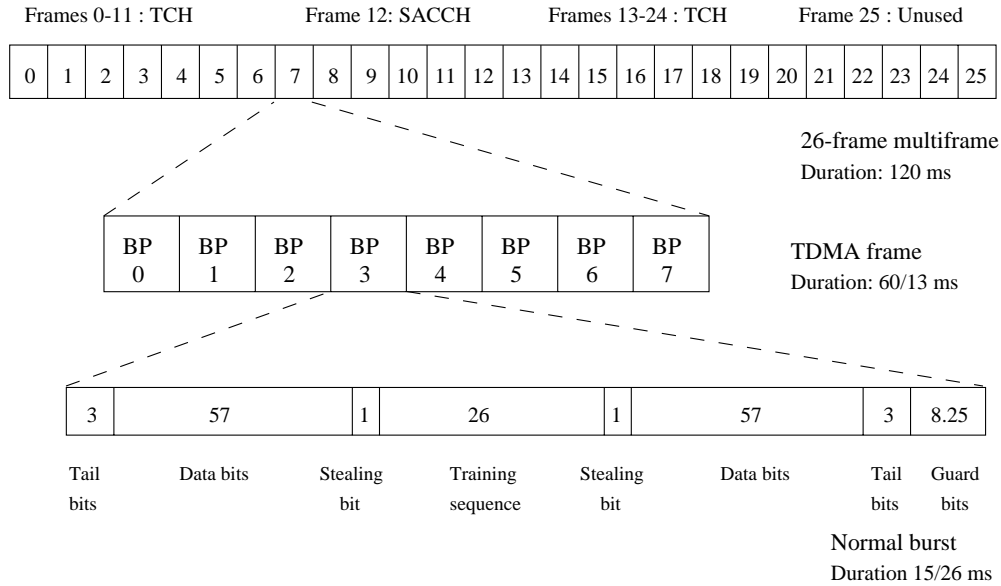 Frames 0-11 : TCH Frame 12: SACCH Frames 13-24 : TCH Frame 25 : Unused
0 1 2 3 4 5 6 7 8 9 10 11 12 13 14 15 16 17 18 19 20 21 22 23 24 25
26-frame multiframe
Duration: 120 ms
BP BP BP BP BP BP BP BP
0 1 2 3 4 5 6 7
TDMA frame
Duration: 60/13 ms
3 57 1 26 1 57 3 8.25
Tail Data bits Stealing Training Stealing Data bits Tail Guard
bits bit sequence bit bits bits
Normal burst
Duration 15/26 ms